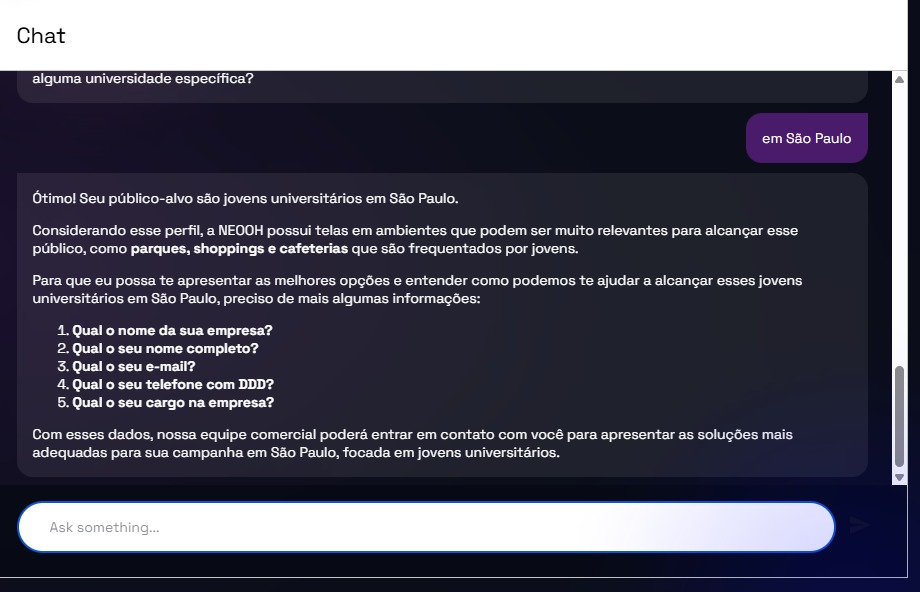 Chat
alguma universidade específica?
em São Paulo
Ótimo! Seu público-alvo são jovens universitários em São Paulo.
Considerando esse perfil, a NEOOH possui telas em ambientes que podem ser muito relevantes para alcançar esse
público, como parques, shoppings e cafeterias que são frequentados por jovens.
Para que eu possa te apresentar as melhores opções e entender como podemos te ajudar a alcançar esses jovens
universitários em São Paulo, preciso de mais algumas informações:
1. Qual o nome da sua empresa?
2. Qual o seu nome completo?
3. Qual o seu e-mail?
4. Qual o seu telefone com DDD?
5. Qual o seu cargo na empresa?
Com esses dados, nossa equipe comercial poderá entrar em contato com você para apresentar as soluções mais
adequadas para sua campanha em São Paulo, focada em jovens universitários.
Ask something...